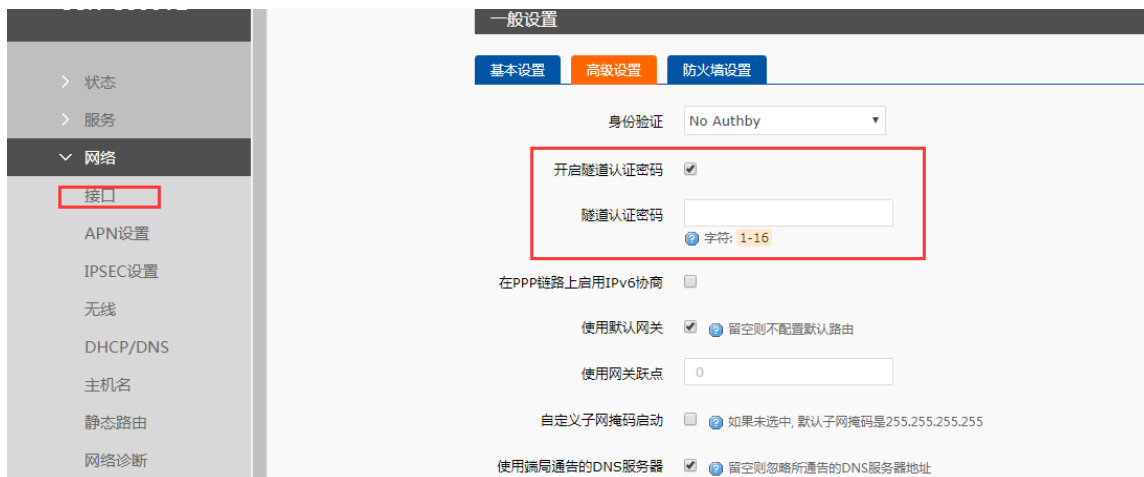 一般设置
基本设置 高级设置 防火墙设置
状态
服务
网络
接口
APN设置
IPSEC设置
无线
DHCP/DNS
主机名
静态路由
网络诊断
身份验证 No Authby
开启隧道认证密码
隧道认证密码
字符: 1-16
在PPP链路上启用IPv6协商
使用默认网关 留空则不配置默认路由
使用网关跃点 0
自定义子网掩码启动 如果未选中, 默认子网掩码是255.255.255.255
使用端局通告的DNS服务器 留空则忽略所通告的DNS服务器地址